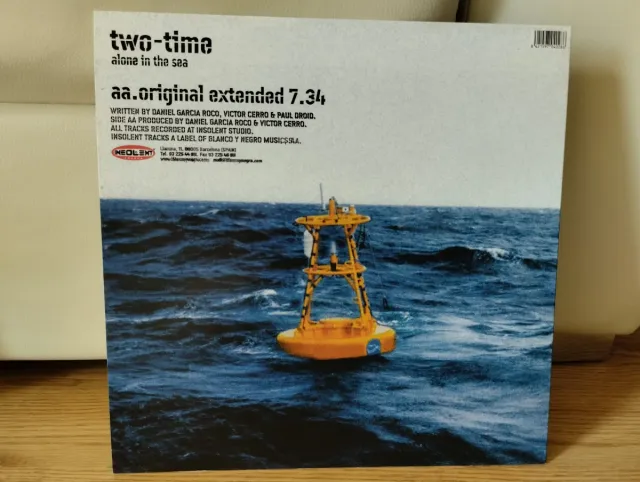 two-time
alone in the sea
aa.original extended 7.34
WRITTEN BY DANIEL GARCIA ROCO, VICTOR CERRO & PAUL DROID.
SIDE AA PRODUCED BY DANIEL GARCIA ROCO & VICTOR CERRO.
ALL TRACKS RECORDED AT INSOLENT STUDIO.
INSOLENT TRACKS A LABEL OF BLANCO Y NEGRO MUSIC, S.A.
INSOLENT